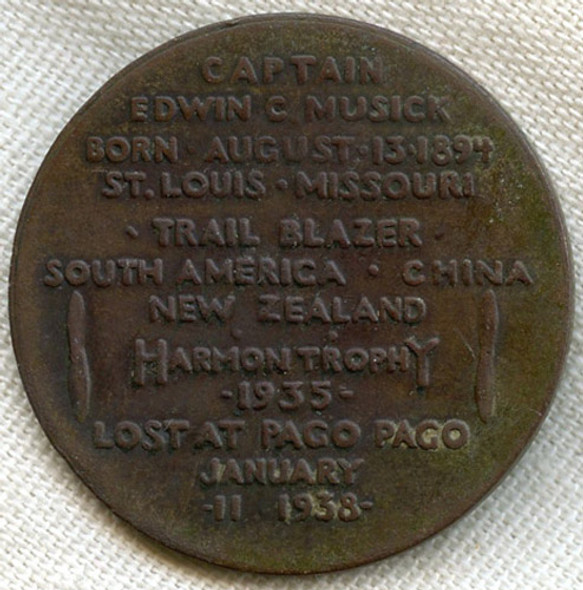 CAPTAIN
EDWIN C MUSICK
BORN · AUGUST · 13 · 1894
ST. LOUIS · MISSOURI
· TRAIL BLAZER ·
SOUTH AMERICA · CHINA
NEW ZEALAND
HARMON TROPHY
-1935-
LOST AT PAGO PAGO
JANUARY
-11 1938-